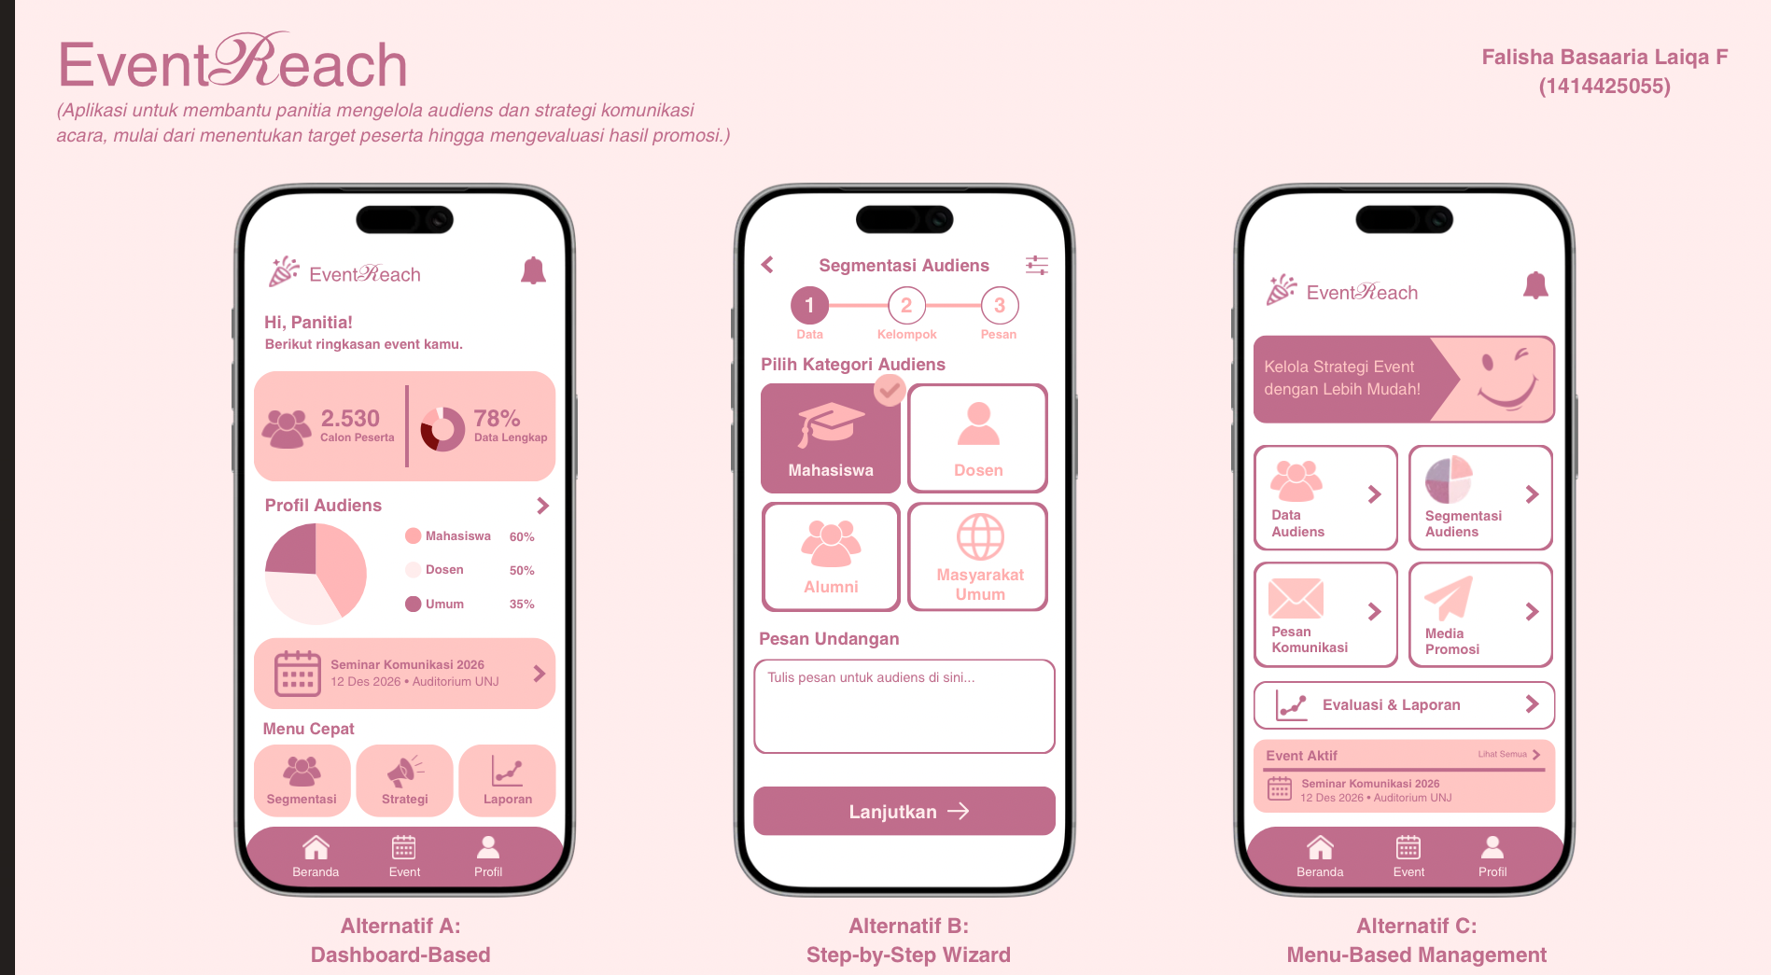 EventReach
Falisha Basaaria Laiqa F
(1414425055)
(Aplikasi untuk membantu panitia mengelola audiens dan strategi komunikasi
acara, mulai dari menentukan target peserta hingga mengevaluasi hasil promosi.)
EventReach
Hi, Panitia!
Berikut ringkasan event kamu.
2.530
Calon Peserta
78%
Data Lengkap
Profil Audiens
Mahasiswa 60%
Dosen 50%
Umum 35%
Seminar Komunikasi 2026
12 Des 2026 • Auditorium UNJ
Menu Cepat
Segmentasi
Strategi
Laporan
Beranda
Event
Profil
Alternatif A:
Dashboard-Based
Segmentasi Audiens
1
2
3
Data
Kelompok
Pesan
Pilih Kategori Audiens
Mahasiswa
Dosen
Alumni
Masyarakat
Umum
Pesan Undangan
Tulis pesan untuk audiens di sini...
Lanjutkan
Alternatif B:
Step-by-Step Wizard
EventReach
Kelola Strategi Event
dengan Lebih Mudah!
Data
Audiens
Segmentasi
Audiens
Pesan
Komunikasi
Media
Promosi
Evaluasi & Laporan
Event Aktif
Lihat Semua
Seminar Komunikasi 2026
12 Des 2026 • Auditorium UNJ
Beranda
Event
Profil
Alternatif C:
Menu-Based Management